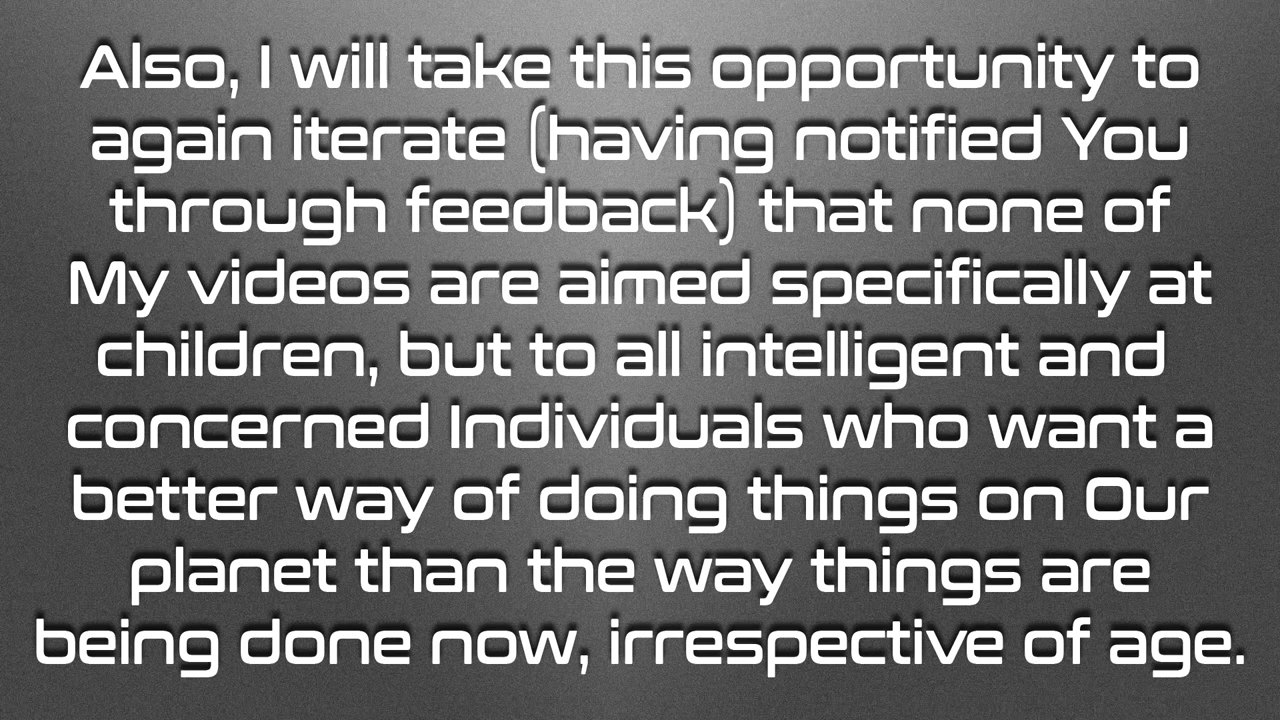 Also, I will take this opportunity to
again iterate (having notified You
through feedback) that none of
My videos are aimed specifically at
children, but to all intelligent and
concerned Individuals who want a
better way of doing things on Our
planet than the way things are
being done now, irrespective of age.